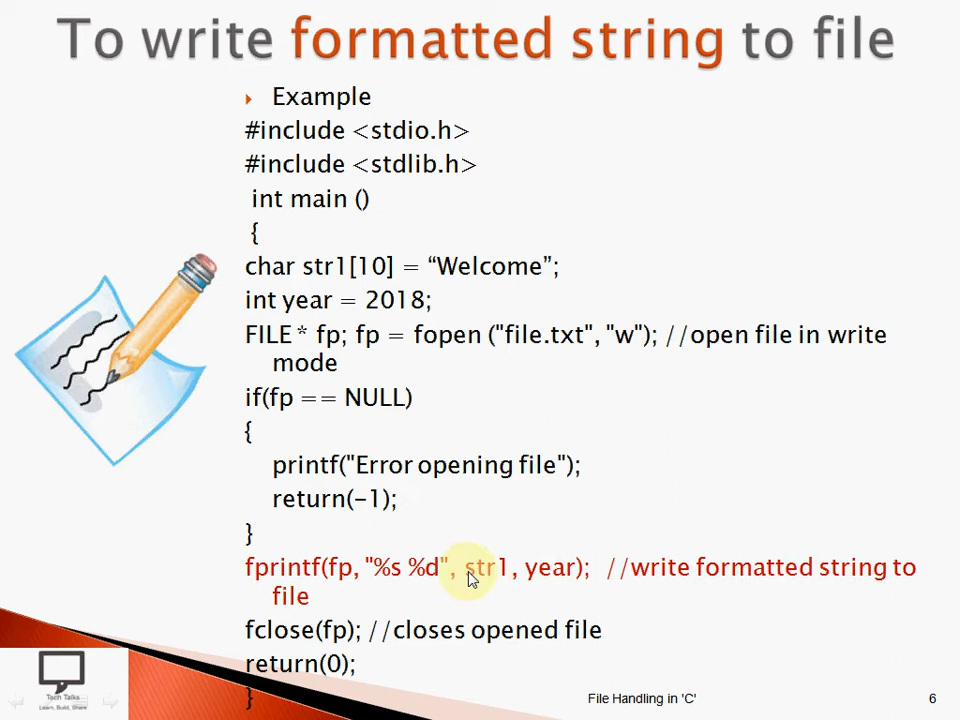 To write formatted string to file
Example
#include <stdio.h>
#include <stdlib.h>
int main ()
{
char str1[10] = “Welcome”;
int year = 2018;
FILE * fp; fp = fopen ("file.txt", "w"); //open file in write
mode
if(fp == NULL)
{
printf("Error opening file");
return(-1);
}
fprintf(fp, "%s %d", str1, year); //write formatted string to
file
fclose(fp); //closes opened file
return(0);
}
Tech Talks
Learn, Build, Share
File Handling in 'C'
6